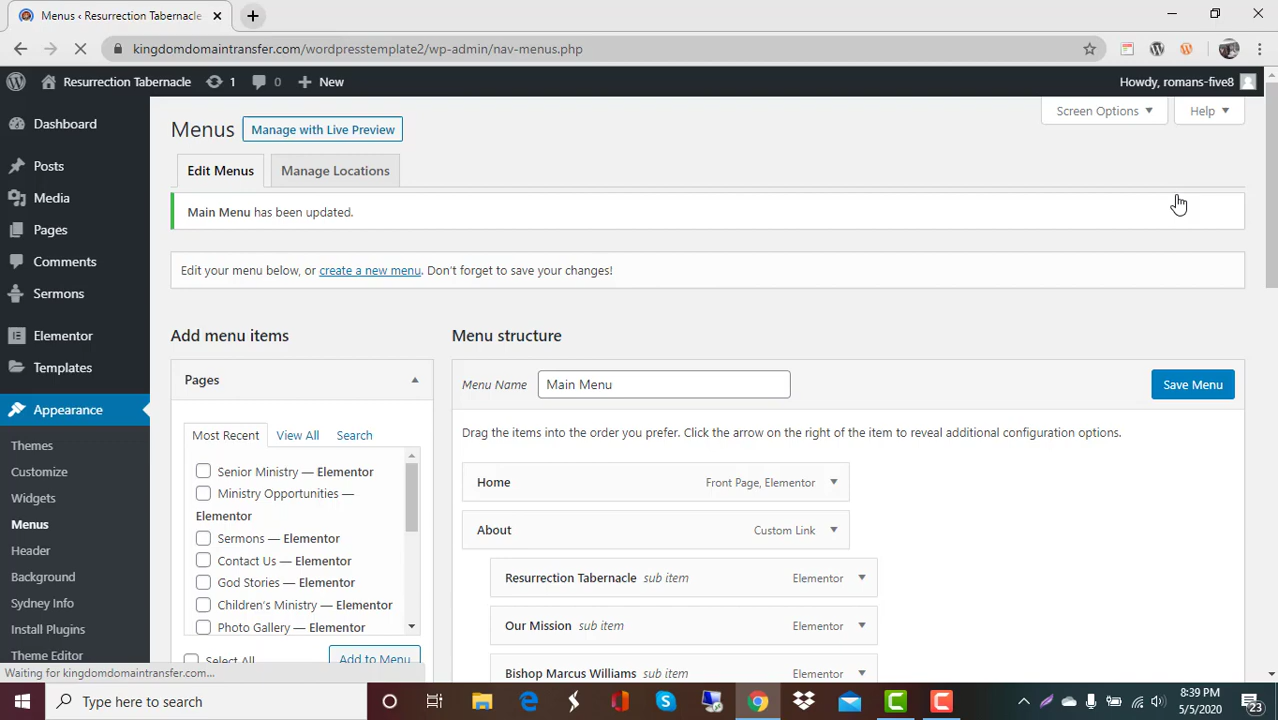 Menus ‹ Resurrection Tabernacle
kingdomdomaintransfer.com/wordpresstemplate2/wp-admin/nav-menus.php
Resurrection Tabernacle 1 0 New Howdy, romans-five8
Dashboard
Posts
Media
Pages
Comments
Sermons
Elementor
Templates
Appearance
Themes
Customize
Widgets
Menus
Header
Background
Sydney Info
Install Plugins
Theme Editor
Screen Options Help
Menus Manage with Live Preview
Edit Menus Manage Locations
Main Menu has been updated.
Edit your menu below, or create a new menu. Don't forget to save your changes!
Add menu items
Pages
Most Recent View All Search
Senior Ministry — Elementor
Ministry Opportunities —
Elementor
Sermons — Elementor
Contact Us — Elementor
God Stories — Elementor
Children's Ministry — Elementor
Photo Gallery — Elementor
Select All Add to Menu
Menu structure
Menu Name Main Menu Save Menu
Drag the items into the order you prefer. Click the arrow on the right of the item to reveal additional configuration options.
Home Front Page, Elementor
About Custom Link
Resurrection Tabernacle sub item Elementor
Our Mission sub item Elementor
Bishop Marcus Williams sub item Elementor
Waiting for kingdomdomaintransfer.com...
Type here to search
8:39 PM
5/5/2020
23